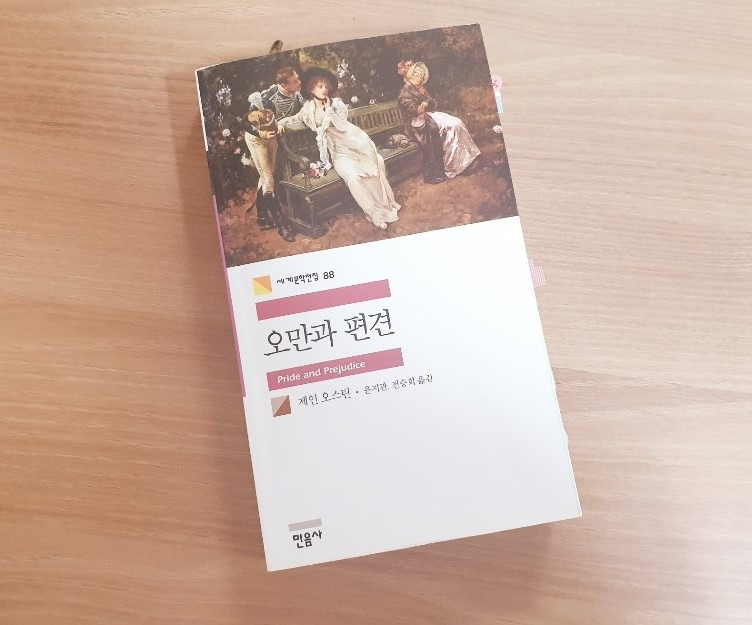 세계문학전집 88
오만과 편견
Pride and Prejudice
제인 오스틴 · 윤지관, 전승희 옮김
민음사